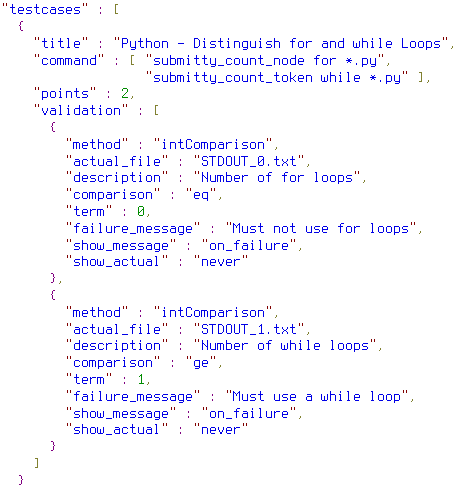 "testcases" : [
  {
    "title" : "Python - Distinguish for and while Loops",
    "command" : [ "submitty_count_node for *.py",
                  "submitty_count_token while *.py" ],
    "points" : 2,
    "validation" : [
      {
        "method" : "intComparison",
        "actual_file" : "STDOUT_0.txt",
        "description" : "Number of for loops",
        "comparison" : "eq",
        "term" : 0,
        "failure_message" : "Must not use for loops",
        "show_message" : "on_failure",
        "show_actual" : "never"
      },
      {
        "method" : "intComparison",
        "actual_file" : "STDOUT_1.txt",
        "description" : "Number of while loops",
        "comparison" : "ge",
        "term" : 1,
        "failure_message" : "Must use a while loop",
        "show_message" : "on_failure",
        "show_actual" : "never"
      }
    ]
  }